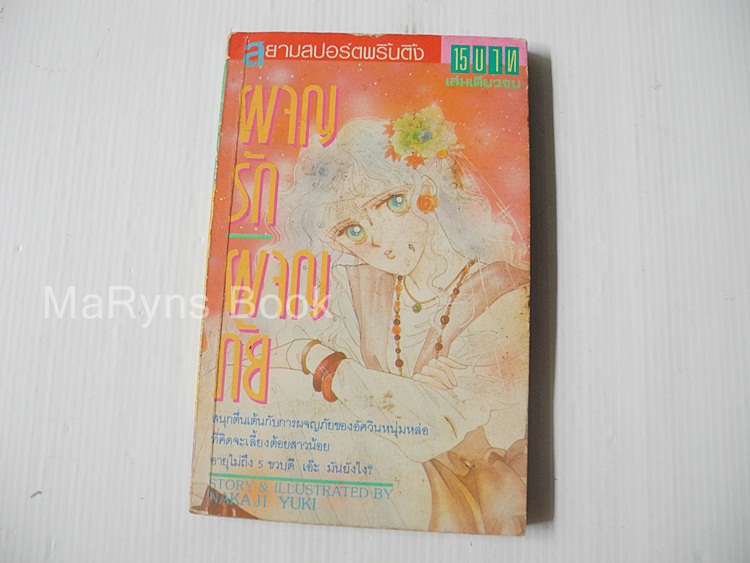 สยามสปอร์ตพริ้นติ้ง
15 บาท
เล่มเดียวจบ
ผจญ
รัก
ผจญ
ภัย
MaRyns Book
สนุกตื่นเต้นกับการผจญภัยของอัศวินหนุ่มหล่อ
ที่คิดจะเลี้ยงต้อยสาวน้อย
อายุไม่ถึง 5 ขวบดี เอ๊ะ มันยังไง?
STORY & ILLUSTRATED BY
NAKAJI YUKI